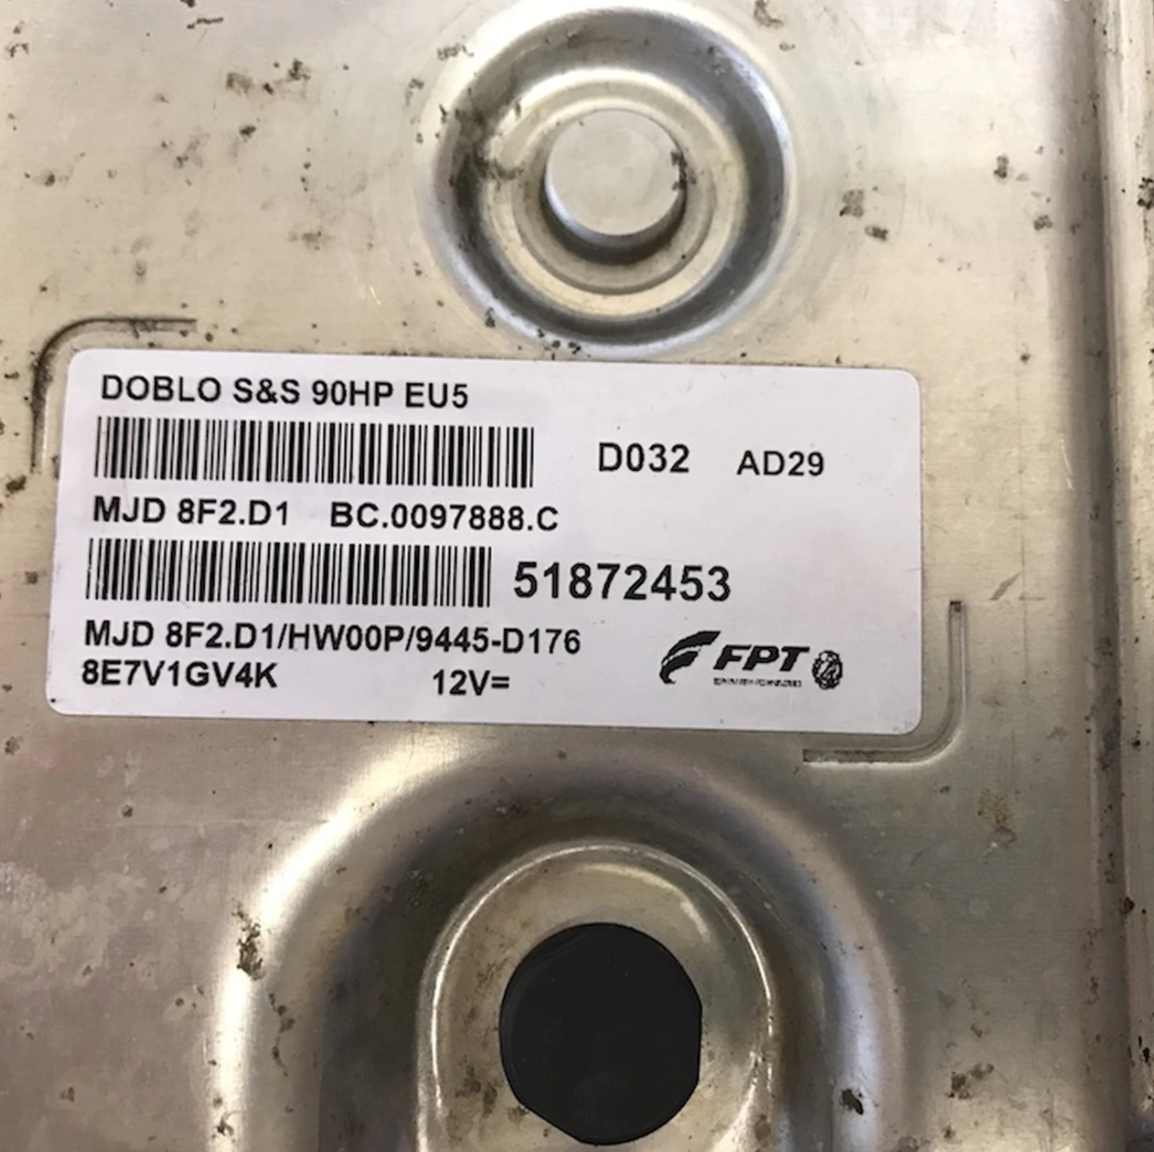 DOBLO S&S 90HP EU5
D032 AD29
MJD 8F2.D1 BC.0097888.C
51872453
MJD 8F2.D1/HW00P/9445-D176
8E7V1GV4K 12V=
FPT